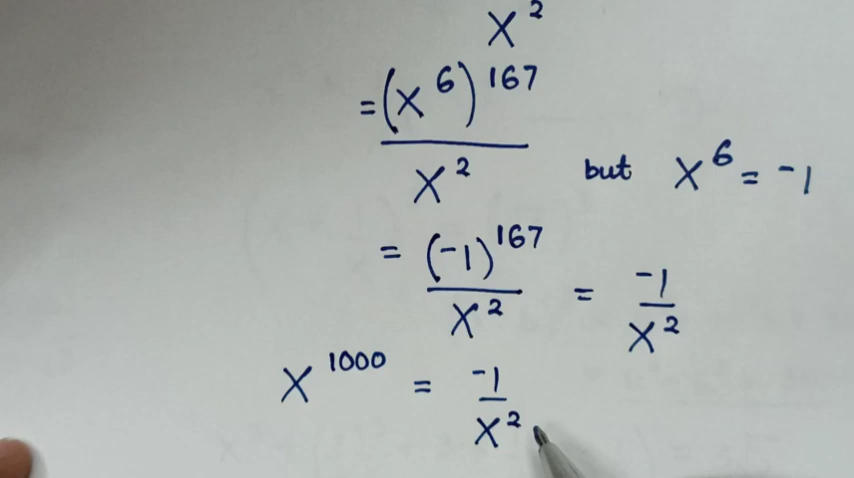 x²
= (x⁶)¹⁶⁷ / x² but x⁶ = -1
= (-1)¹⁶⁷ / x² = -1 / x²
x¹⁰⁰⁰ = -1 / x²